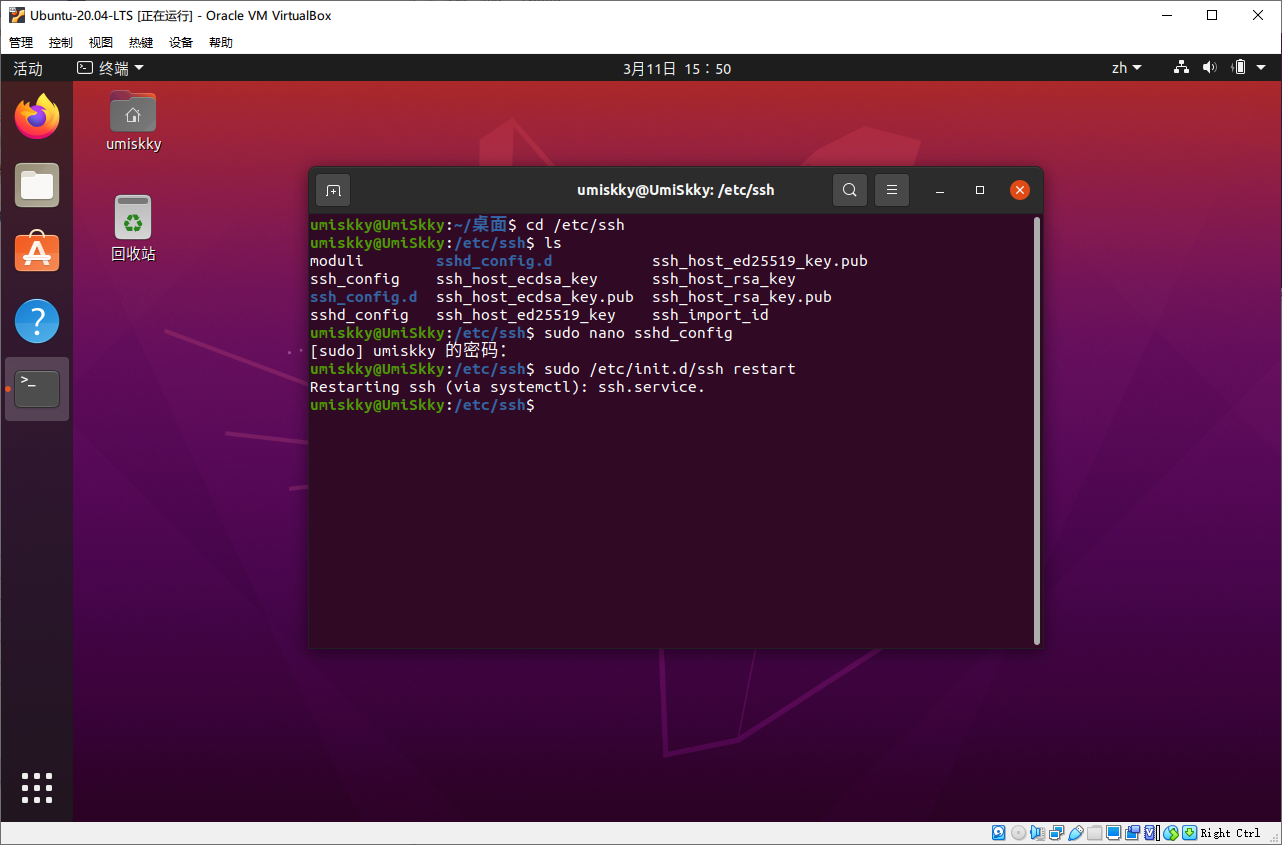 Ubuntu-20.04-LTS [正在运行] - Oracle VM VirtualBox
管理 控制 视图 热键 设备 帮助
活动 终端 3月11日 15：50 zh
umiskky
回收站
umiskky@UmiSkky: /etc/ssh
umiskky@UmiSkky:~/桌面$ cd /etc/ssh
umiskky@UmiSkky:/etc/ssh$ ls
moduli sshd_config.d ssh_host_ed25519_key.pub
ssh_config ssh_host_ecdsa_key ssh_host_rsa_key
ssh_config.d ssh_host_ecdsa_key.pub ssh_host_rsa_key.pub
sshd_config ssh_host_ed25519_key ssh_import_id
umiskky@UmiSkky:/etc/ssh$ sudo nano sshd_config
[sudo] umiskky 的密码：
umiskky@UmiSkky:/etc/ssh$ sudo /etc/init.d/ssh restart
Restarting ssh (via systemctl): ssh.service.
umiskky@UmiSkky:/etc/ssh$
Right Ctrl